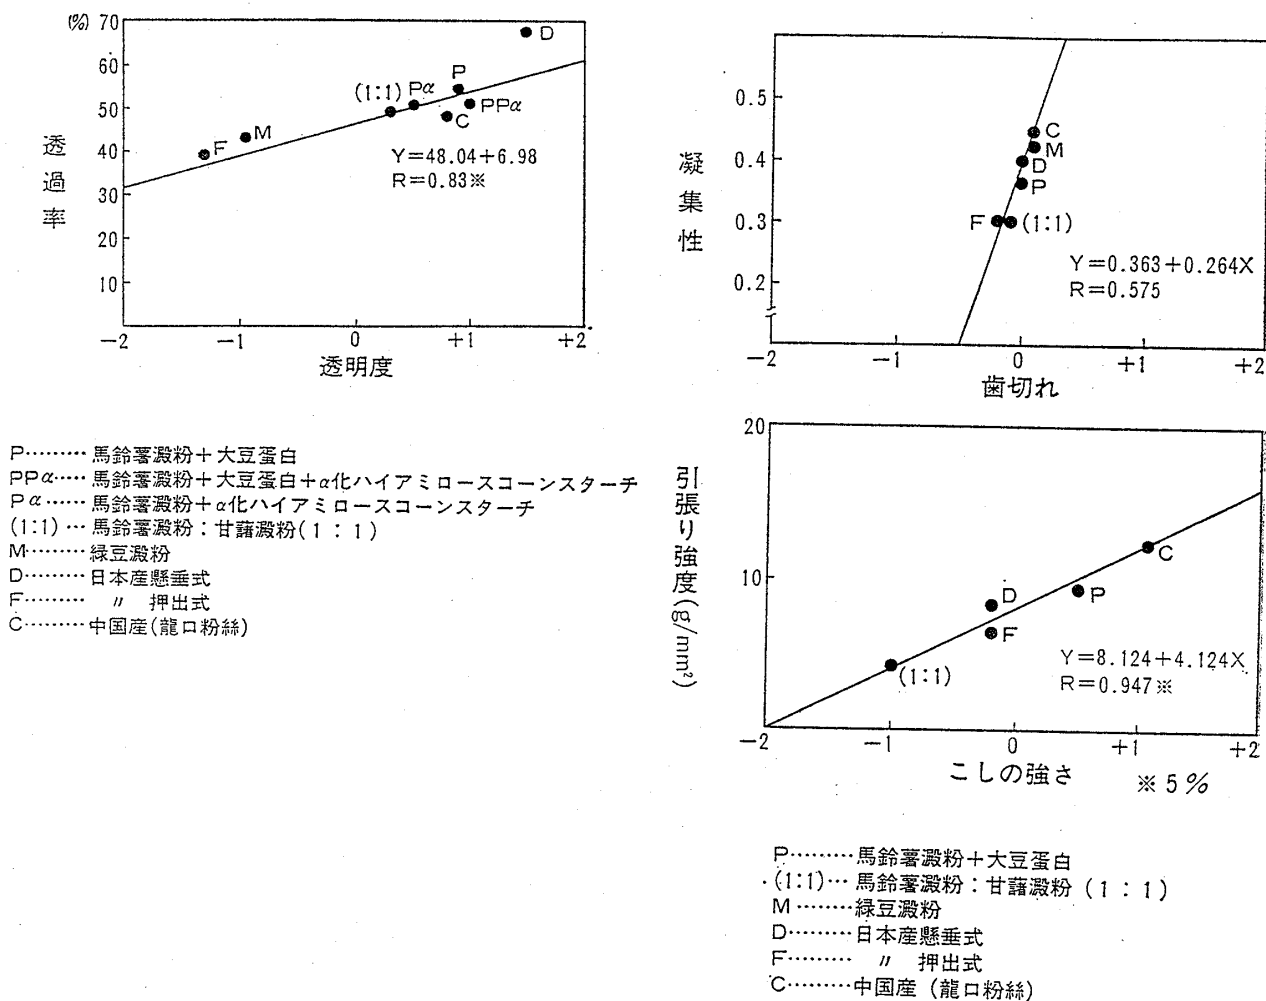 (%) 70
60
50
40
30
20
10
透過率
D
P
Pα
(1:1)
PPα
C
M
F
Y=48.04+6.98
R=0.83※
-2 -1 0 +1 +2
透明度
P………馬鈴薯澱粉+大豆蛋白
PPα……馬鈴薯澱粉+大豆蛋白+α化ハイアミロースコーンスターチ
Pα……馬鈴薯澱粉+α化ハイアミロースコーンスターチ
(1:1)…馬鈴薯澱粉:甘藷澱粉(1:1)
M………緑豆澱粉
D………日本産懸垂式
F……… 〃 押出式
C………中国産(龍口粉絲)
0.5
0.4
0.3
0.2
凝集性
C
M
D
P
F
(1:1)
Y=0.363+0.264X
R=0.575
-2 -1 0 +1 +2
歯切れ
20
10
引張り強度(g/mm²)
C
D
P
F
(1:1)
Y=8.124+4.124X
R=0.947※
-2 -1 0 +1 +2
こしの強さ ※5%
P………馬鈴薯澱粉+大豆蛋白
(1:1)…馬鈴薯澱粉:甘藷澱粉(1:1)
M………緑豆澱粉
D………日本産懸垂式
F……… 〃 押出式
C………中国産(龍口粉絲)